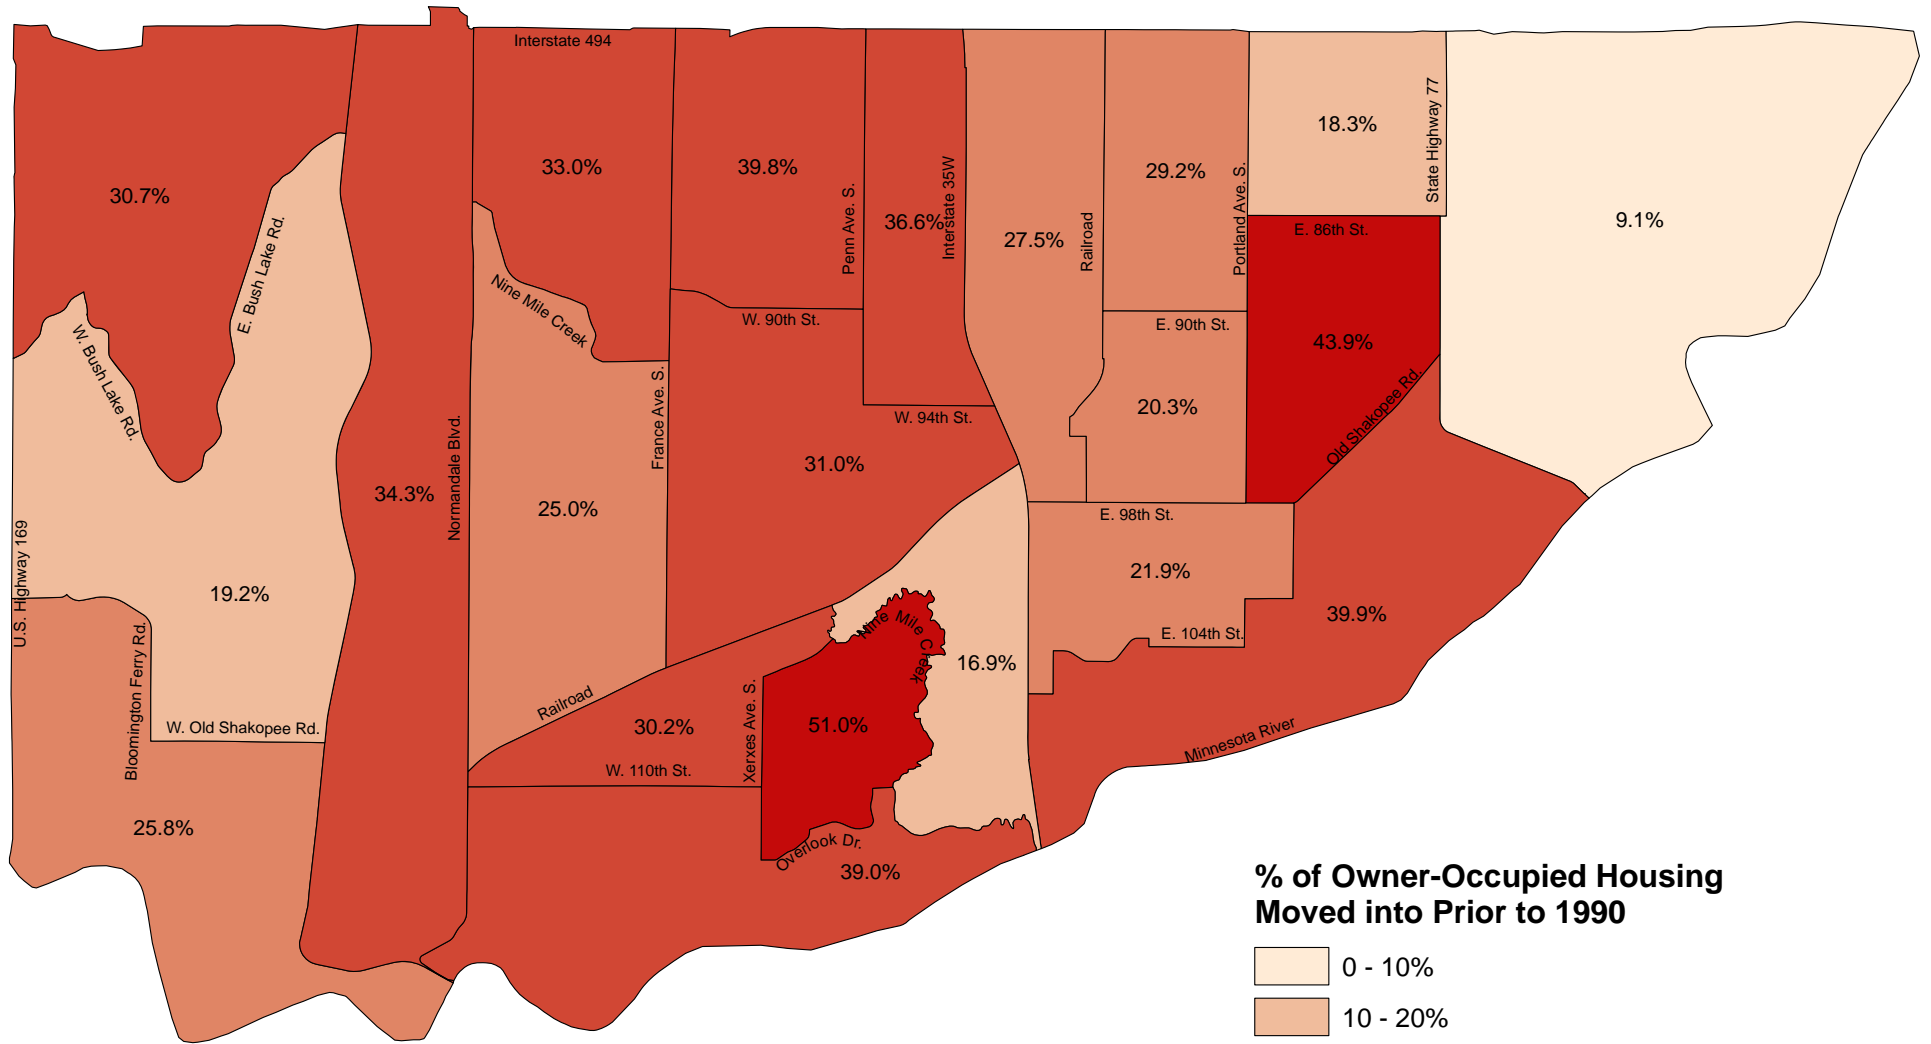 Interstate 494
30.7%
33.0%
39.8%
36.6%
27.5%
29.2%
18.3%
9.1%
State Highway 77
Portland Ave. S.
Railroad
Interstate 35W
Penn Ave. S.
E. Bush Lake Rd.
W. Bush Lake Rd.
Nine Mile Creek
W. 90th St.
E. 90th St.
E. 86th St.
43.9%
20.3%
W. 94th St.
Old Shakopee Rd.
France Ave. S.
Normandale Blvd.
34.3%
31.0%
25.0%
E. 98th St.
21.9%
39.9%
E. 104th St.
U.S. Highway 169
19.2%
Bloomington Ferry Rd.
W. Old Shakopee Rd.
25.8%
Railroad
30.2%
W. 110th St.
Xerxes Ave. S.
51.0%
Nine Mile Creek
16.9%
Minnesota River
Overlook Dr.
39.0%
% of Owner-Occupied Housing
Moved into Prior to 1990
0 - 10%
10 - 20%